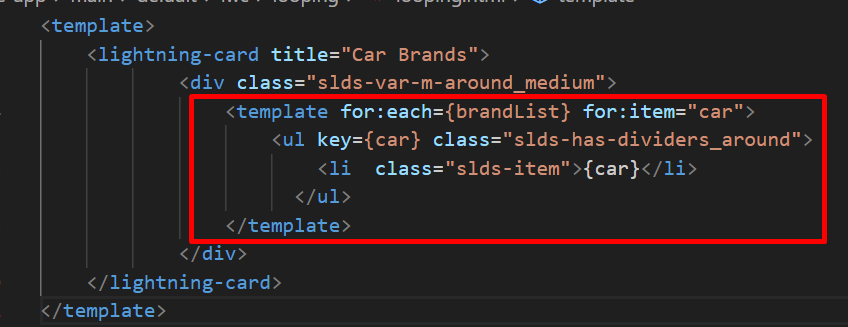 <template>
<lightning-card title="Car Brands">
<div class="slds-var-m-around_medium">
<template for:each={brandList} for:item="car">
<ul key={car} class="slds-has-dividers_around">
<li  class="slds-item">{car}</li>
</ul>
</template>
</div>
</lightning-card>
</template>